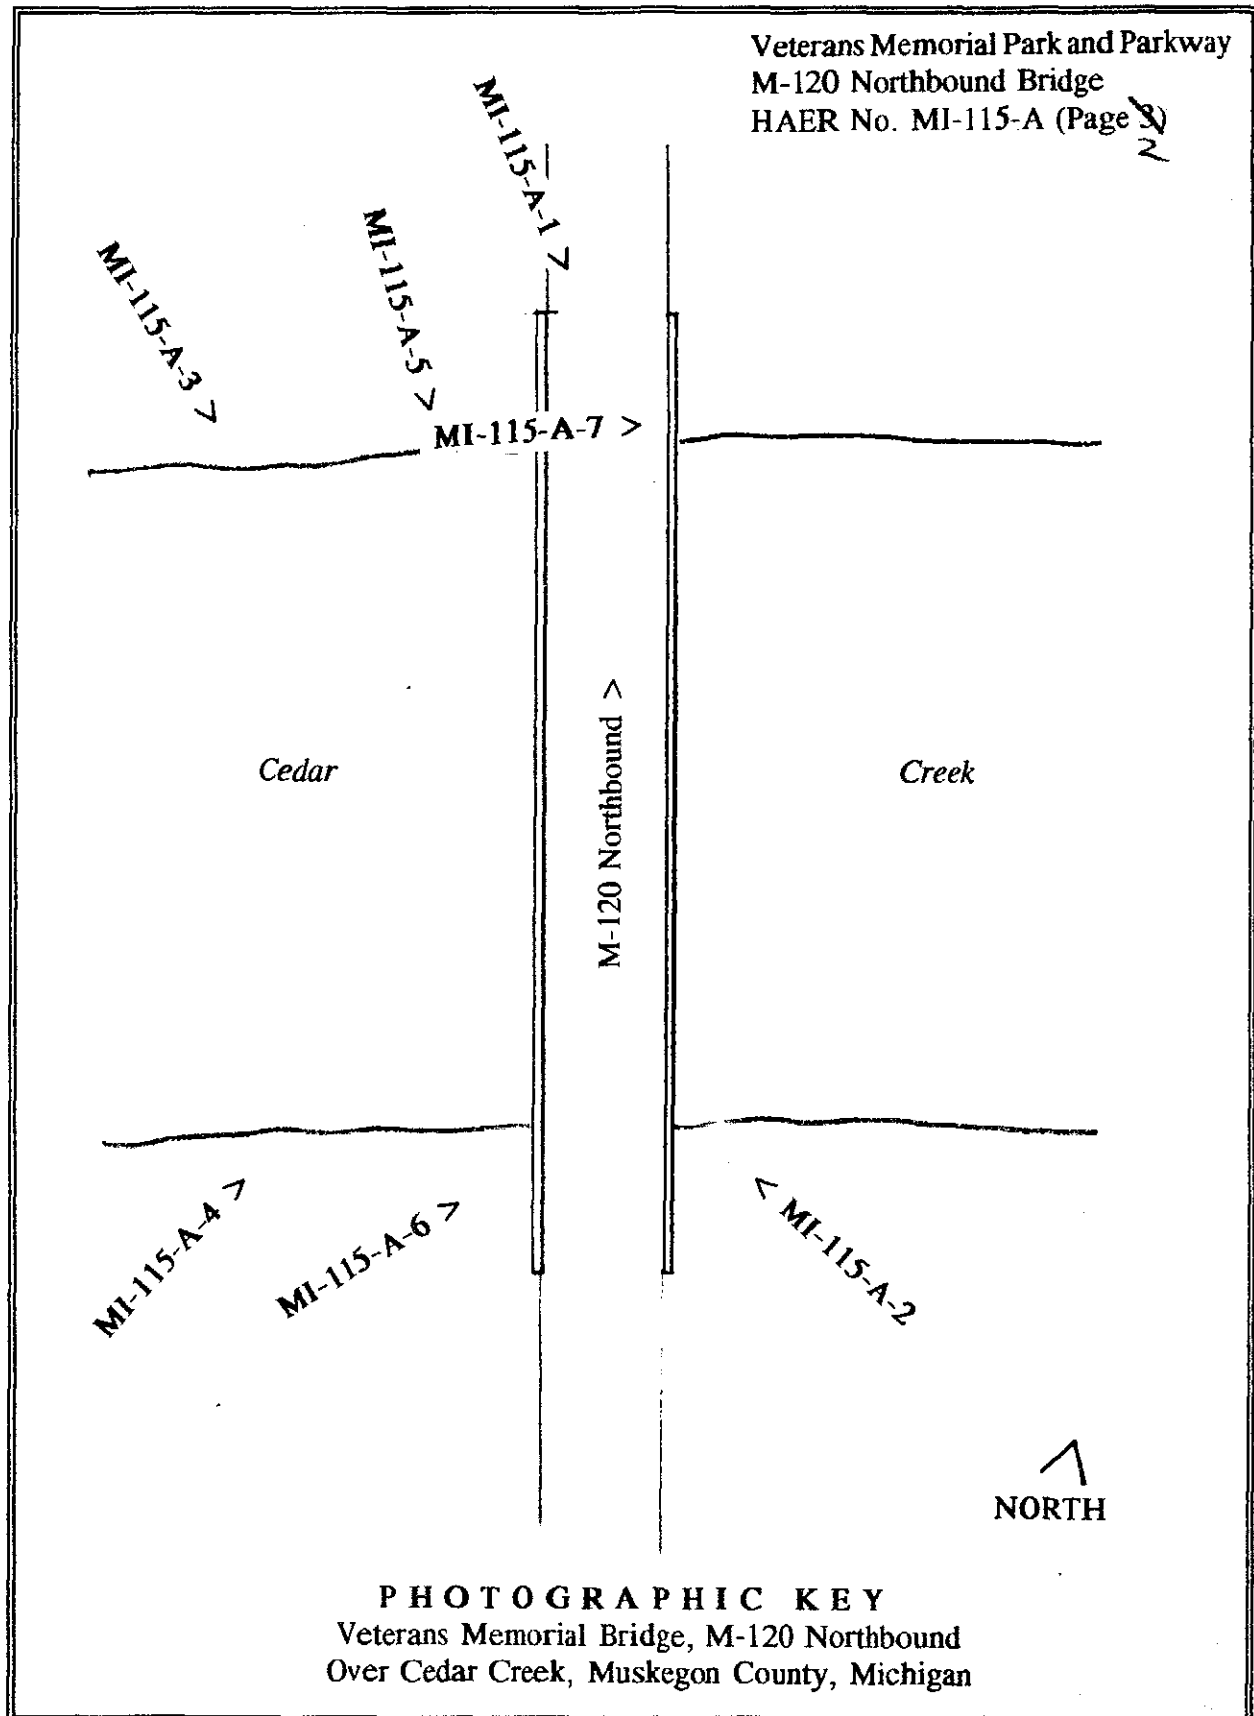 Veterans Memorial Park and Parkway
M-120 Northbound Bridge
HAER No. MI-115-A (Page 3)
2
MI-115-A-1 >
MI-115-A-5 >
MI-115-A-3 >
MI-115-A-7 >
M-120 Northbound >
Cedar
Creek
MI-115-A-4 >
MI-115-A-6 >
< MI-115-A-2
NORTH
PHOTOGRAPHIC KEY
Veterans Memorial Bridge, M-120 Northbound
Over Cedar Creek, Muskegon County, Michigan